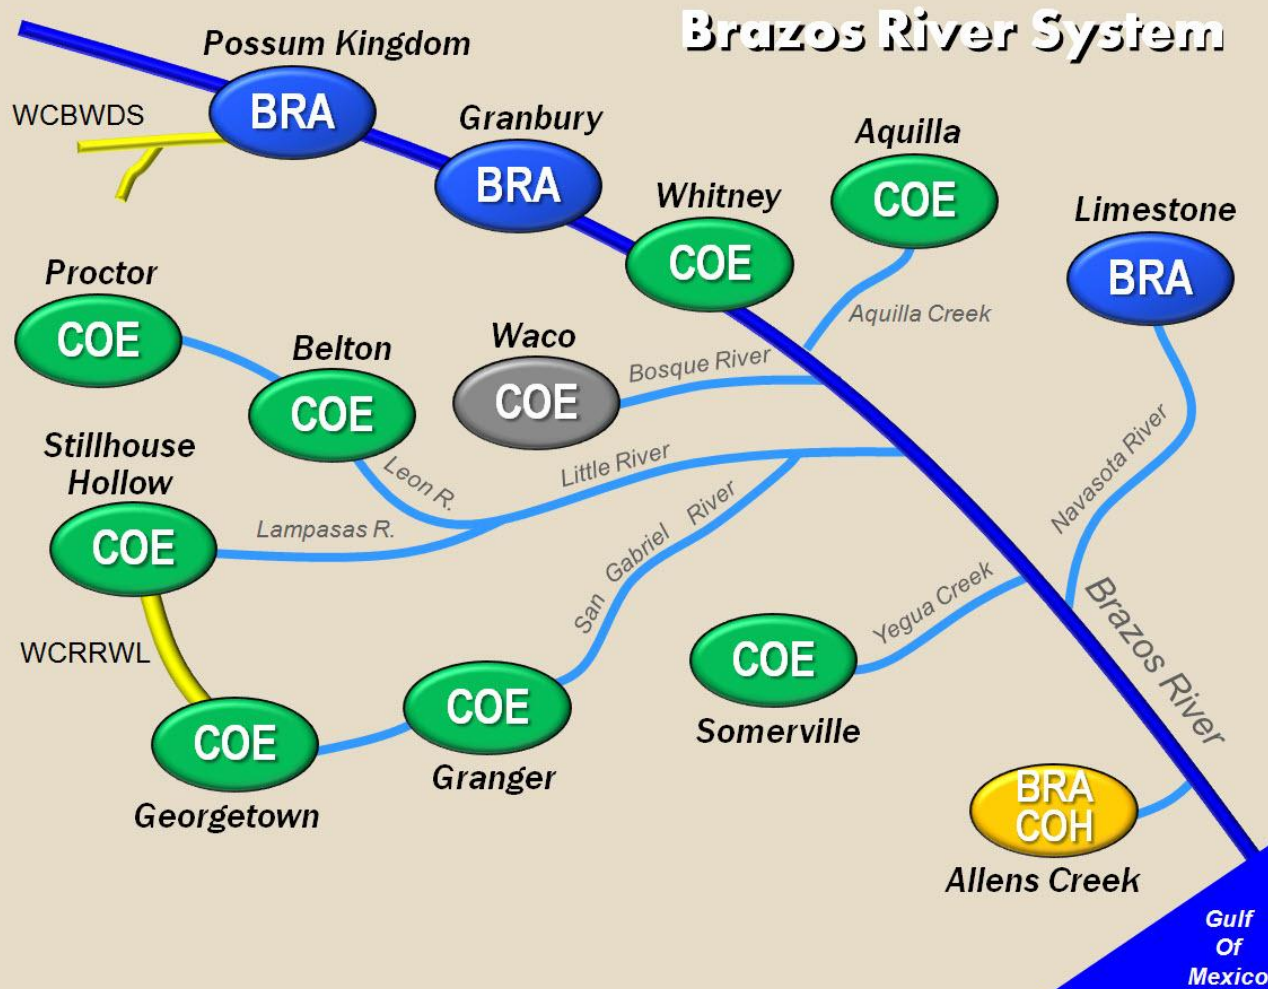 Brazos River System
Possum Kingdom
BRA
WCBWDS
Granbury
BRA
Whitney
COE
Aquilla
COE
Aquilla Creek
Limestone
BRA
Navasota River
Proctor
COE
Belton
COE
Leon R.
Waco
COE
Bosque River
Little River
Stillhouse
Hollow
COE
Lampasas R.
WCRRWL
COE
Georgetown
COE
Granger
San Gabriel River
COE
Somerville
Yegua Creek
Brazos River
BRA
COH
Allens Creek
Gulf
Of
Mexico